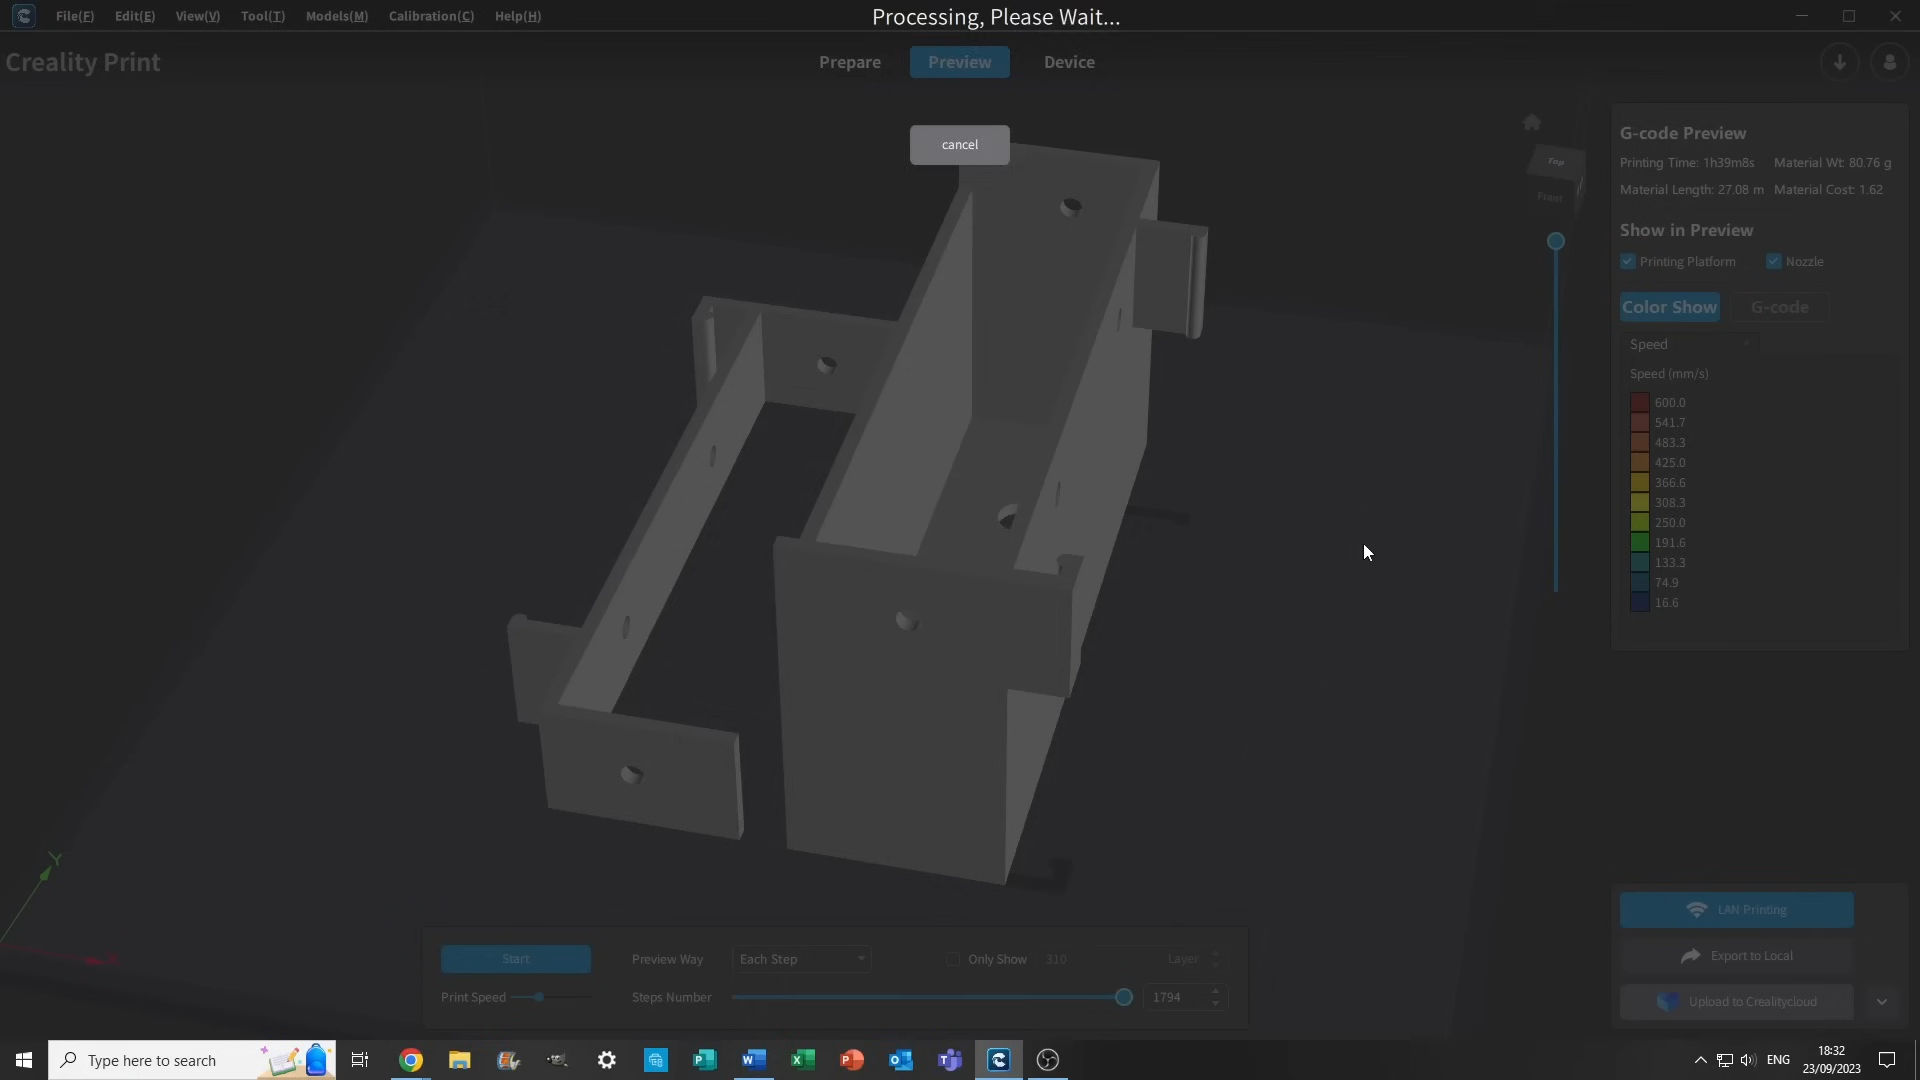 File(F) Edit(E) View(V) Tool(T) Models(M) Calibration(C) Help(H)
Processing, Please Wait...
Creality Print
Prepare Preview Device
cancel
Top
Front
G-code Preview
Printing Time: 1h39m8s Material Wt: 80.76 g
Material Length: 27.08 m Material Cost: 1.62
Show in Preview
Printing Platform Nozzle
Color Show G-code
Speed
Speed (mm/s)
600.0
541.7
483.3
425.0
366.6
308.3
250.0
191.6
133.3
74.9
16.6
Y
X
Start Preview Way Each Step Only Show 310 Layer
Print Speed Steps Number 1794
LAN Printing
Export to Local
Upload to Crealitycloud
Type here to search
ENG
18:32
23/09/2023